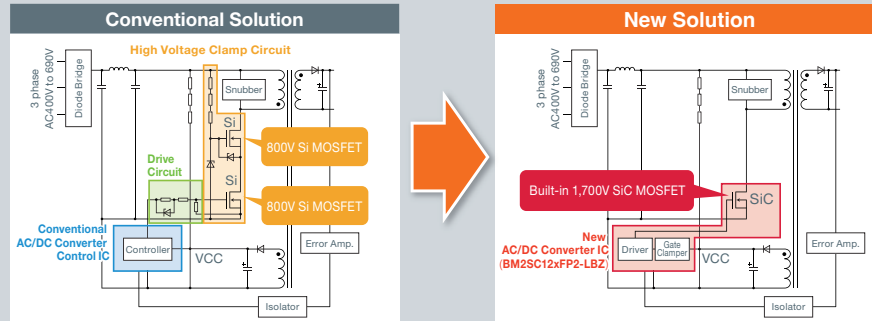 Conventional Solution
High Voltage Clamp Circuit
3 phase
AC400V to 690V
Diode Bridge
Snubber
Si
800V Si MOSFET
Drive
Circuit
Si
800V Si MOSFET
Conventional
AC/DC Converter
Control IC
Controller
VCC
Error Amp.
Isolator
New Solution
3 phase
AC400V to 690V
Diode Bridge
Snubber
Built-in 1,700V SiC MOSFET
SiC
New
AC/DC Converter IC
(BM2SC12xFP2-LBZ)
Driver
Gate
Clamper
VCC
Error Amp.
Isolator